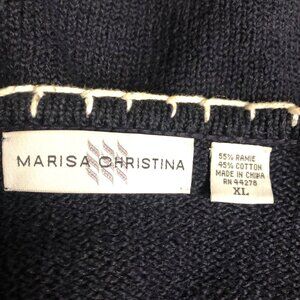 MARISA CHRISTINA
55% RAMIE
45% COTTON
MADE IN CHINA
RN 44278
XL